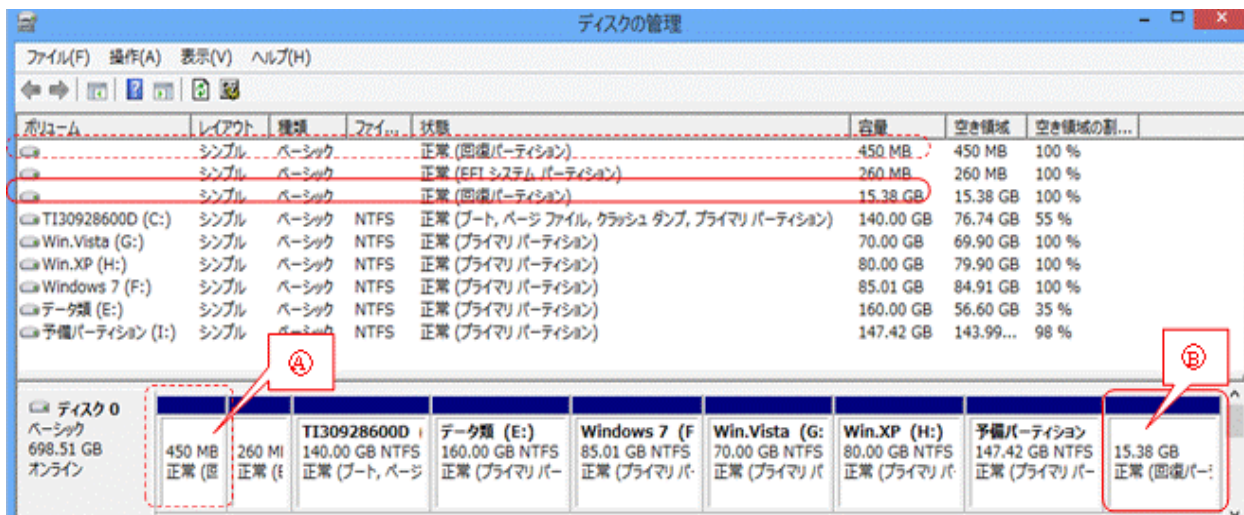 ディスクの管理
ファイル(F) 操作(A) 表示(V) ヘルプ(H)
ボリューム レイアウト 種類 ファイ... 状態 容量 空き領域 空き領域の割...
シンプル ベーシック 正常 (回復パーティション) 450 MB 450 MB 100 %
シンプル ベーシック 正常 (EFI システム パーティション) 260 MB 260 MB 100 %
シンプル ベーシック 正常 (回復パーティション) 15.38 GB 15.38 GB 100 %
TI30928600D (C:) シンプル ベーシック NTFS 正常 (ブート, ページ ファイル, クラッシュ ダンプ, プライマリ パーティション) 140.00 GB 76.74 GB 55 %
Win.Vista (G:) シンプル ベーシック NTFS 正常 (プライマリ パーティション) 70.00 GB 69.90 GB 100 %
Win.XP (H:) シンプル ベーシック NTFS 正常 (プライマリ パーティション) 80.00 GB 79.90 GB 100 %
Windows 7 (F:) シンプル ベーシック NTFS 正常 (プライマリ パーティション) 85.01 GB 84.91 GB 100 %
データ類 (E:) シンプル ベーシック NTFS 正常 (プライマリ パーティション) 160.00 GB 56.60 GB 35 %
予備パーティション (I:) シンプル ベーシック NTFS 正常 (プライマリ パーティション) 147.42 GB 143.99... 98 %
Ⓐ Ⓑ
ディスク 0
ベーシック
698.51 GB
オンライン
450 MB
正常 (回
260 MI
正常 (E
TI30928600D (
140.00 GB NTFS
正常 (ブート, ページ
データ類 (E:)
160.00 GB NTFS
正常 (プライマリ パー
Windows 7 (F
85.01 GB NTFS
正常 (プライマリ パ
Win.Vista (G:
70.00 GB NTFS
正常 (プライマリ パ
Win.XP (H:)
80.00 GB NTFS
正常 (プライマリ パ
予備パーティション
147.42 GB NTFS
正常 (プライマリ パー
15.38 GB
正常 (回復パー